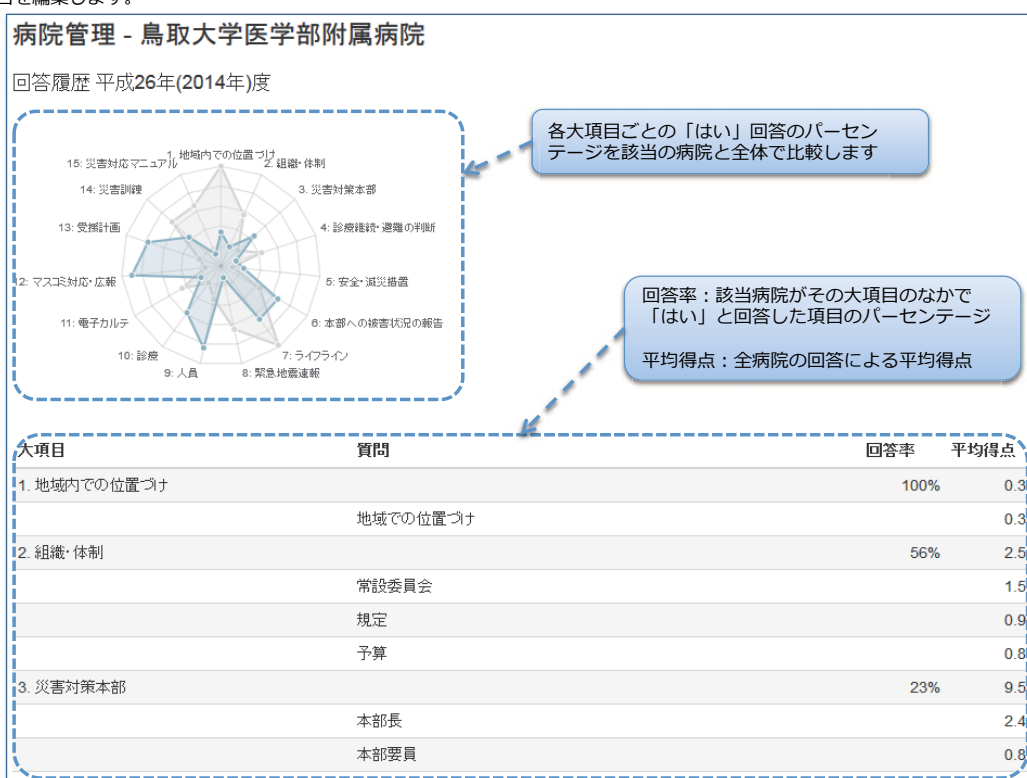 目を編集します。
病院管理 - 鳥取大学医学部附属病院
回答履歴 平成26年(2014年)度
各大項目ごとの「はい」回答のパーセン
テージを該当の病院と全体で比較します
1. 地域内での位置づけ
2. 組織・体制
3. 災害対策本部
4: 診療継続・避難の判断
5: 安全・減災措置
6: 本部への被害状況の報告
7: ライフライン
8: 緊急地震速報
9: 人員
10: 診療
11: 電子カルテ
12: マスコミ対応・広報
13: 受援計画
14: 災害訓練
15: 災害対応マニュアル
回答率：該当病院がその大項目のなかで
「はい」と回答した項目のパーセンテージ
平均得点：全病院の回答による平均得点
大項目 質問 回答率 平均得点
1. 地域内での位置づけ 100% 0.3
地域での位置づけ 0.3
2. 組織・体制 56% 2.5
常設委員会 1.5
規定 0.9
予算 0.8
3. 災害対策本部 23% 9.5
本部長 2.4
本部要員 0.8